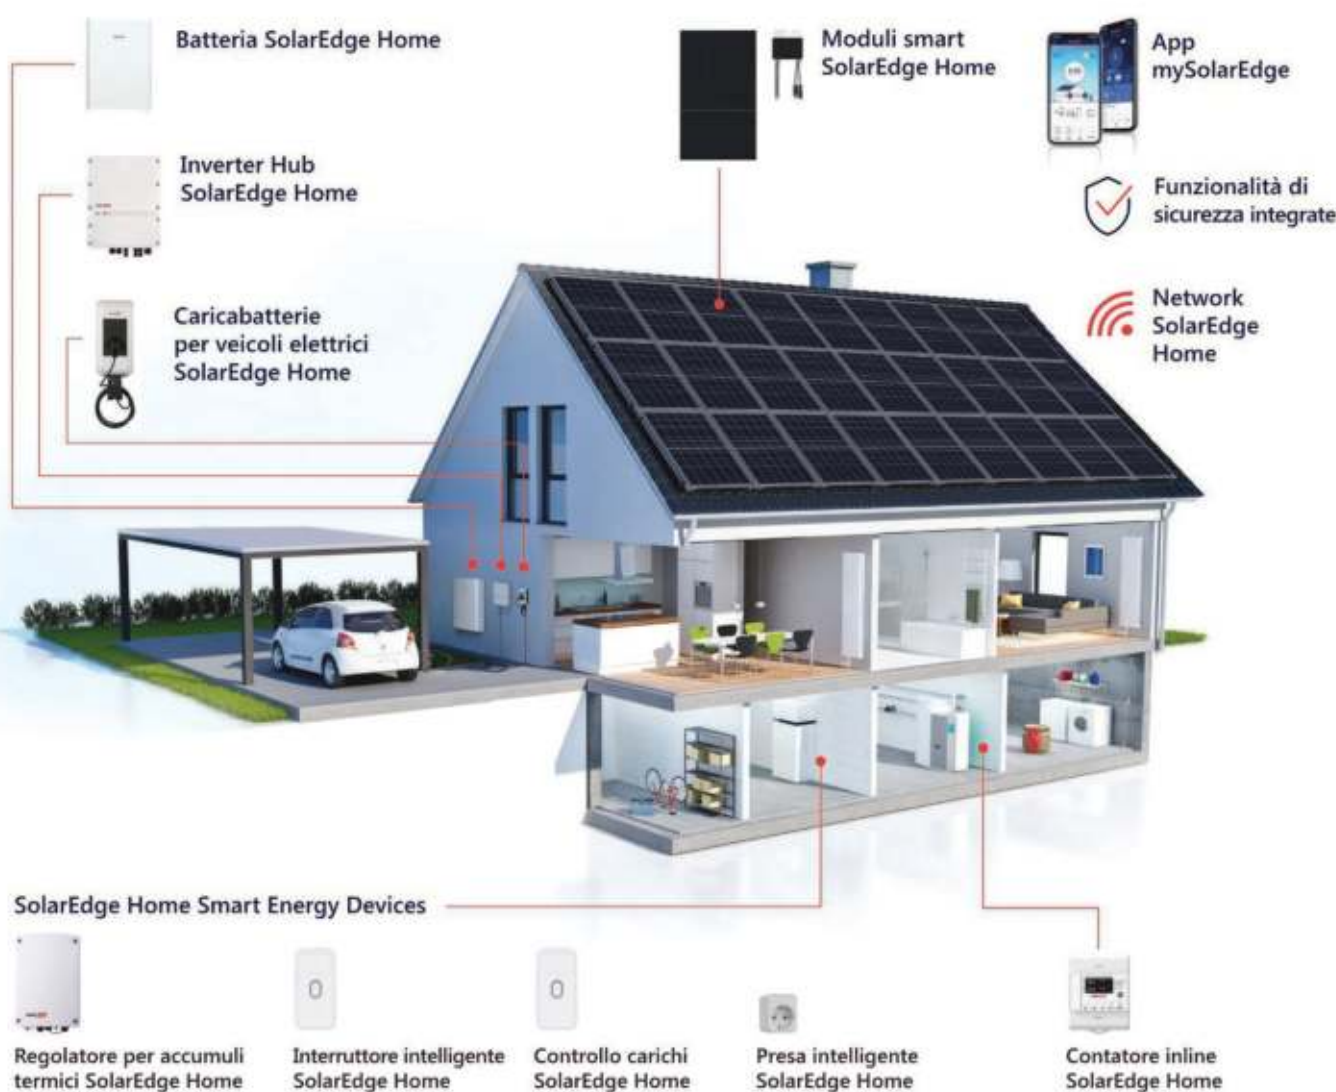 Batteria SolarEdge Home
Inverter Hub
SolarEdge Home
Caricabatterie
per veicoli elettrici
SolarEdge Home
Moduli smart
SolarEdge Home
App
mySolarEdge
Funzionalità di
sicurezza integrate
Network
SolarEdge
Home
SolarEdge Home Smart Energy Devices
Regolatore per accumuli
termici SolarEdge Home
Interruttore intelligente
SolarEdge Home
Controllo carichi
SolarEdge Home
Presa intelligente
SolarEdge Home
Contatore inline
SolarEdge Home